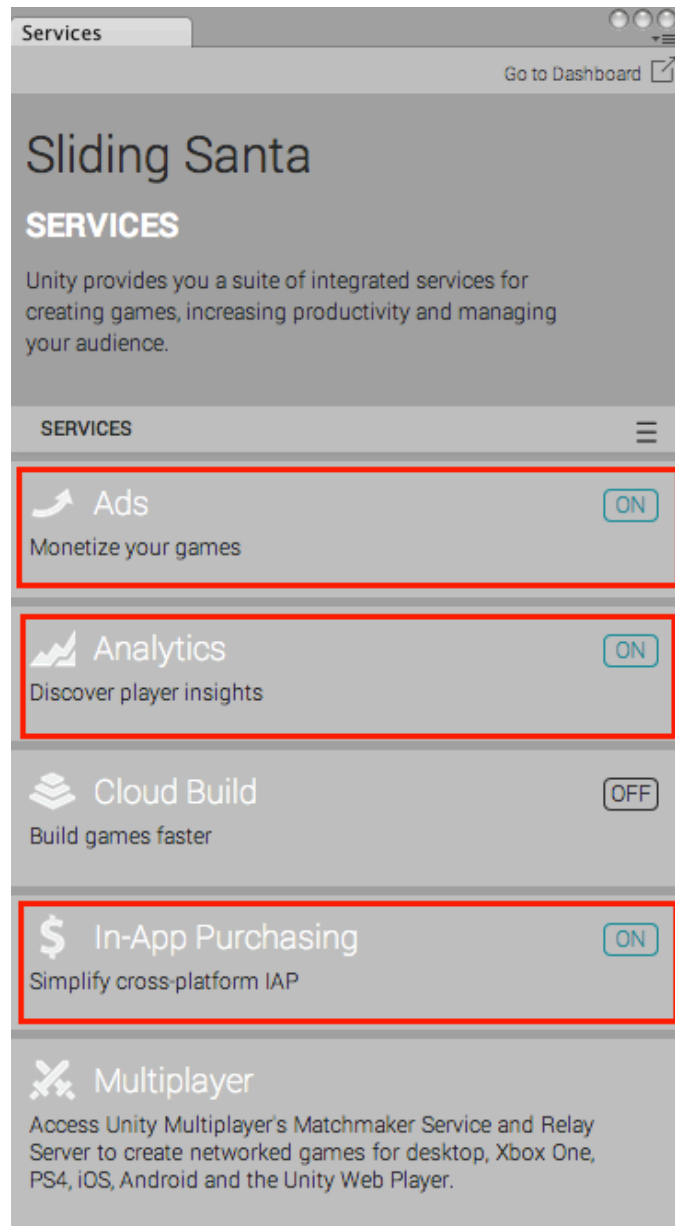 Services
Go to Dashboard
Sliding Santa
SERVICES
Unity provides you a suite of integrated services for
creating games, increasing productivity and managing
your audience.
SERVICES
Ads
ON
Monetize your games
Analytics
ON
Discover player insights
Cloud Build
OFF
Build games faster
In-App Purchasing
ON
Simplify cross-platform IAP
Multiplayer
Access Unity Multiplayer's Matchmaker Service and Relay
Server to create networked games for desktop, Xbox One,
PS4, iOS, Android and the Unity Web Player.